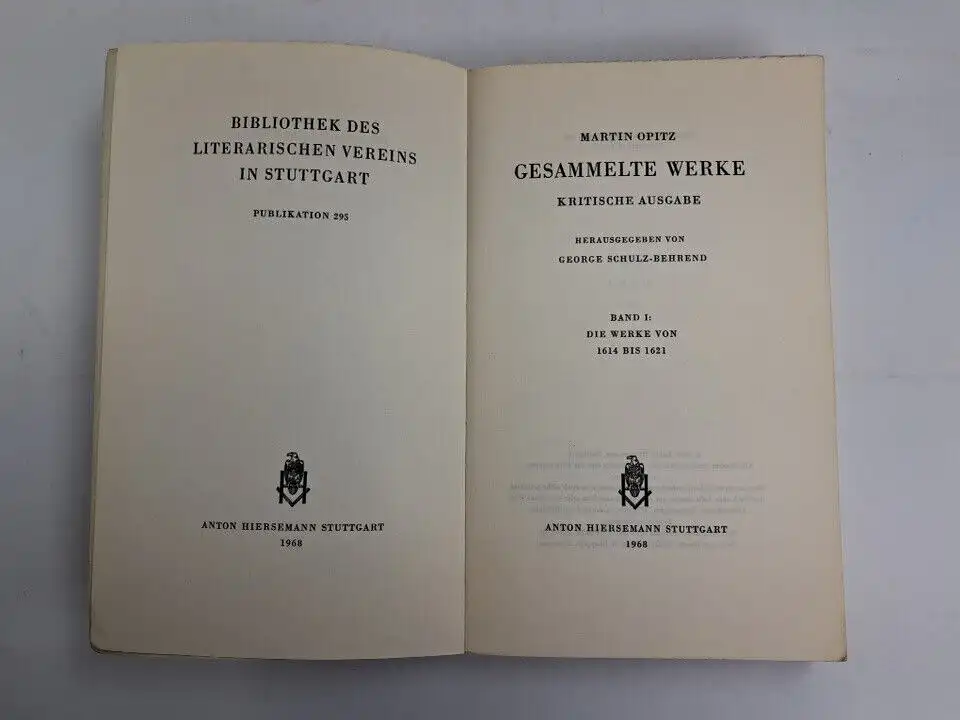 BIBLIOTHEK DES
LITERARISCHEN VEREINS
IN STUTTGART
PUBLIKATION 295
ANTON HIERSEMANN STUTTGART
1968
MARTIN OPITZ
GESAMMELTE WERKE
KRITISCHE AUSGABE
HERAUSGEGEBEN VON
GEORGE SCHULZ-BEHREND
BAND I:
DIE WERKE VON
1614 BIS 1621
ANTON HIERSEMANN STUTTGART
1968